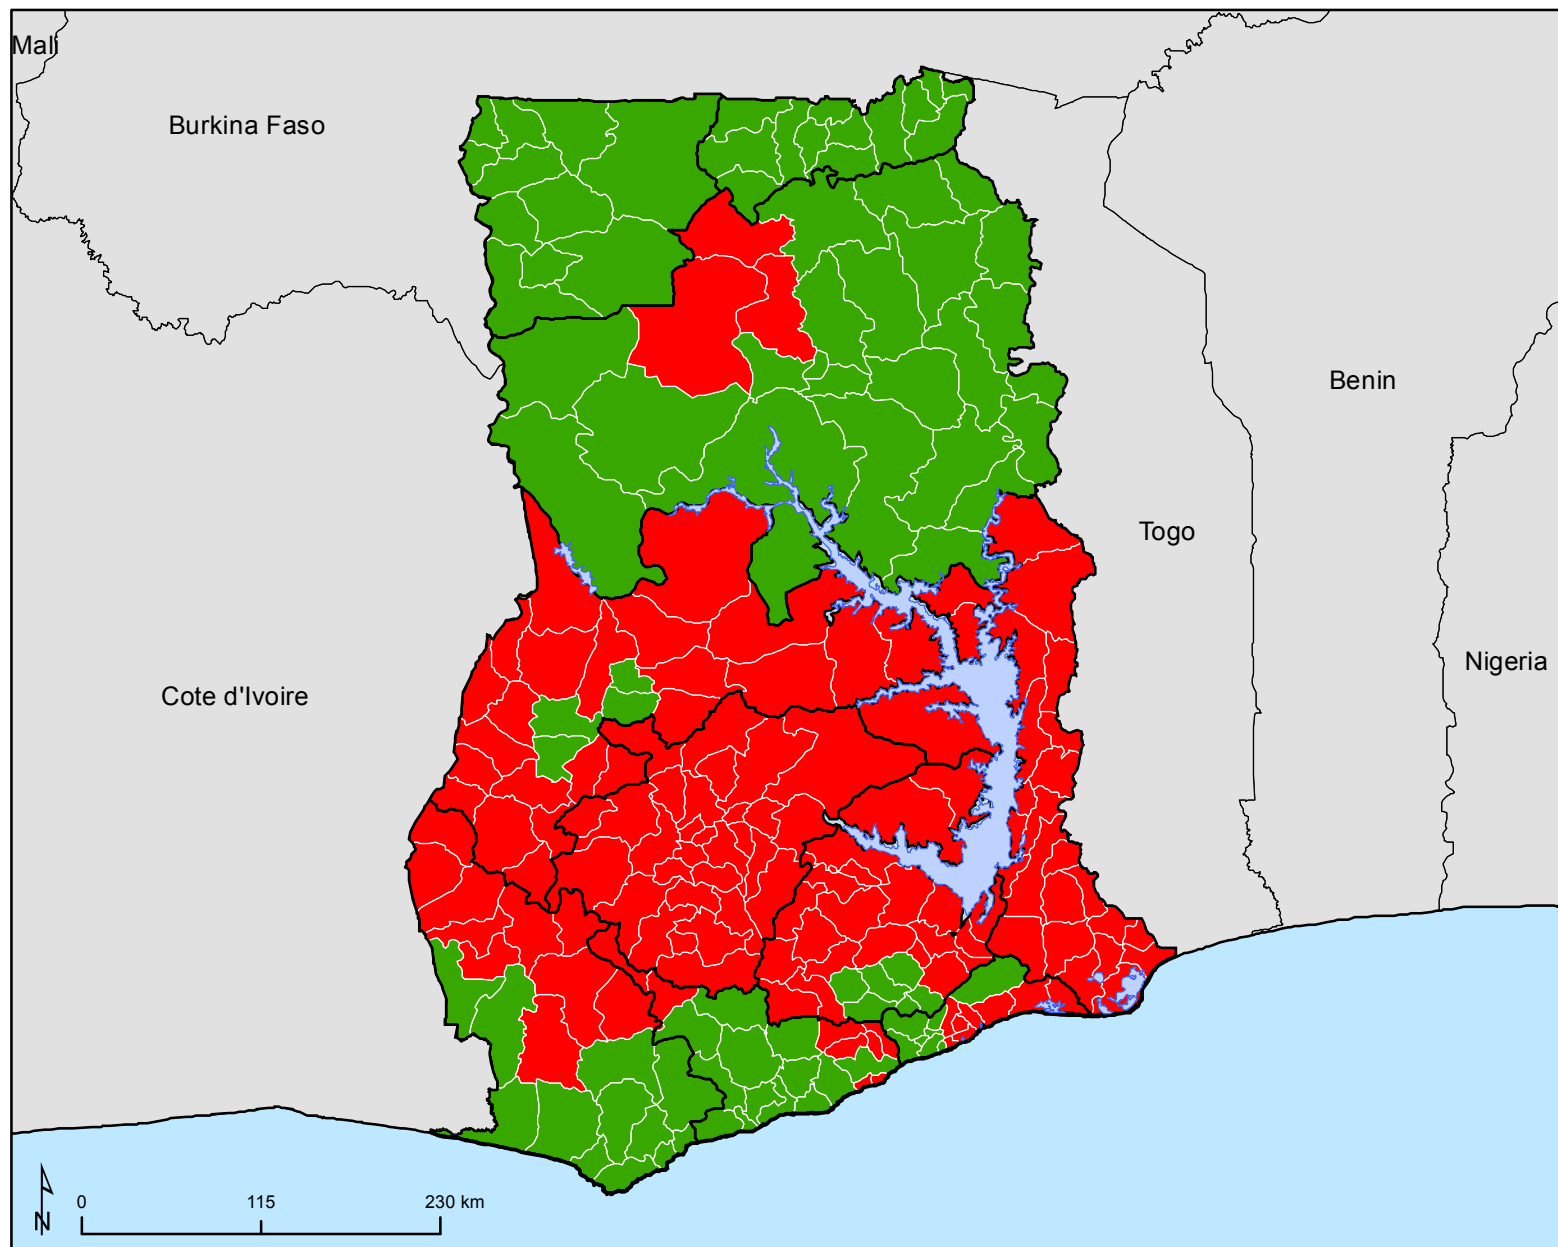 Mali
Burkina Faso
Benin
Togo
Nigeria
Cote d'Ivoire
N
0 115 230 km